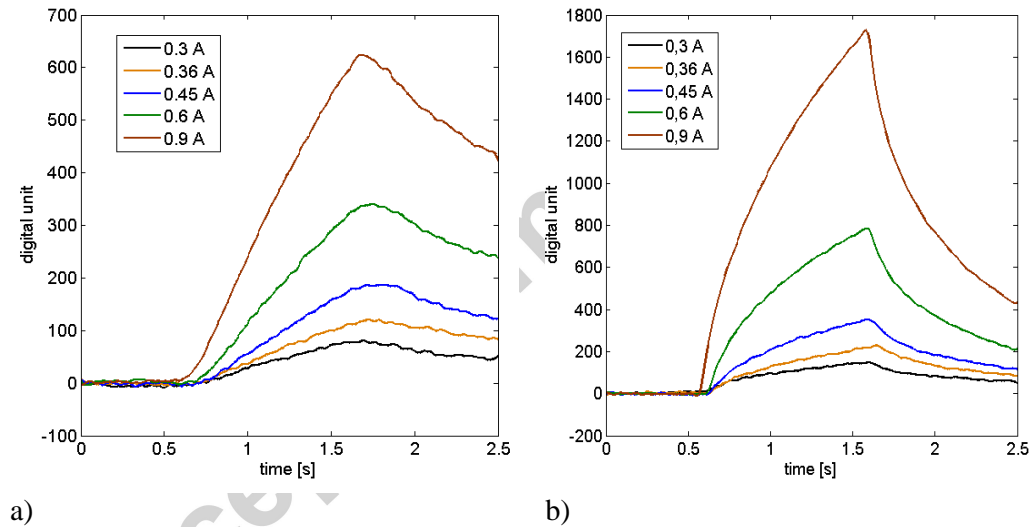 700
600
500
400
300
200
100
0
-100
0
0.5
1
1.5
2
2.5
digital unit
time [s]
0.3 A
0.36 A
0.45 A
0.6 A
0.9 A
a)
1800
1600
1400
1200
1000
800
600
400
200
0
-200
0
0.5
1
1.5
2
2.5
digital unit
time [s]
0,3 A
0,36 A
0,45 A
0,6 A
0,9 A
b)